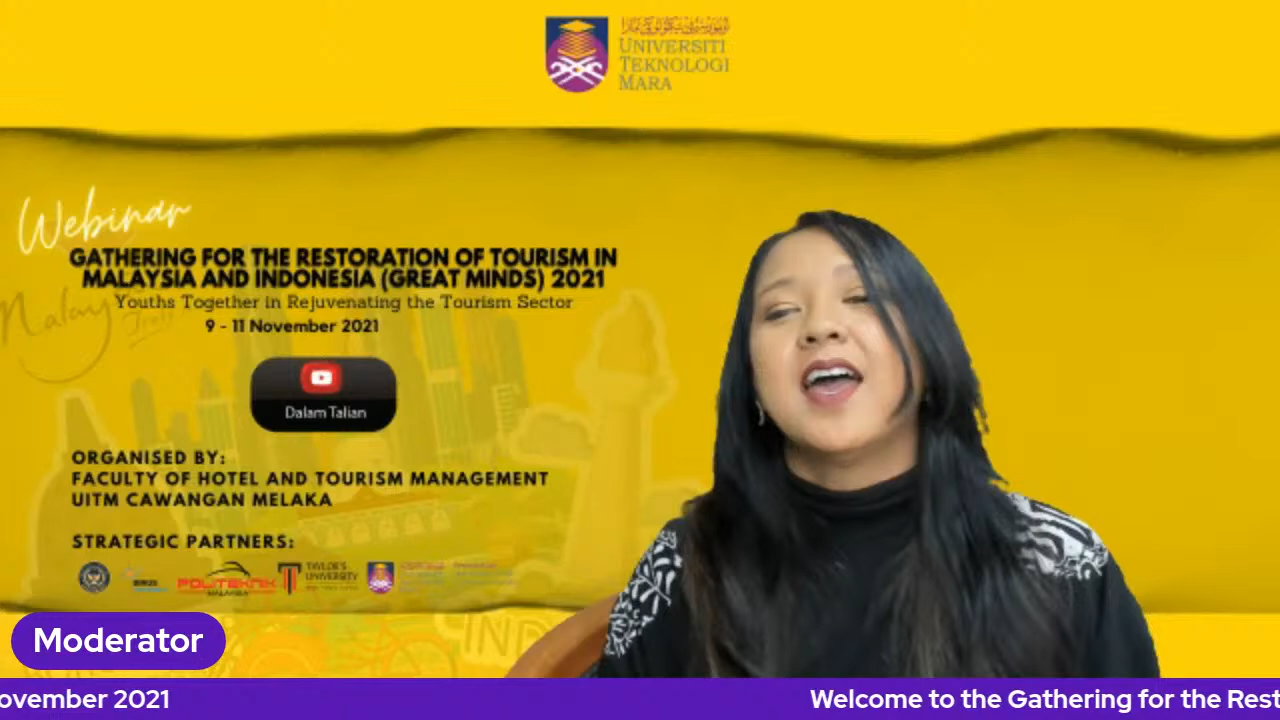 UNIVERSITI
TEKNOLOGI
MARA
Webinar
GATHERING FOR THE RESTORATION OF TOURISM IN
MALAYSIA AND INDONESIA (GREAT MINDS) 2021
Youths Together in Rejuvenating the Tourism Sector
9 - 11 November 2021
Dalam Talian
ORGANISED BY:
FACULTY OF HOTEL AND TOURISM MANAGEMENT
UITM CAWANGAN MELAKA
STRATEGIC PARTNERS:
POLITEKNIK
MALAYSIA
TAYLOR'S
UNIVERSITY
Moderator
ovember 2021
Welcome to the Gathering for the Rest